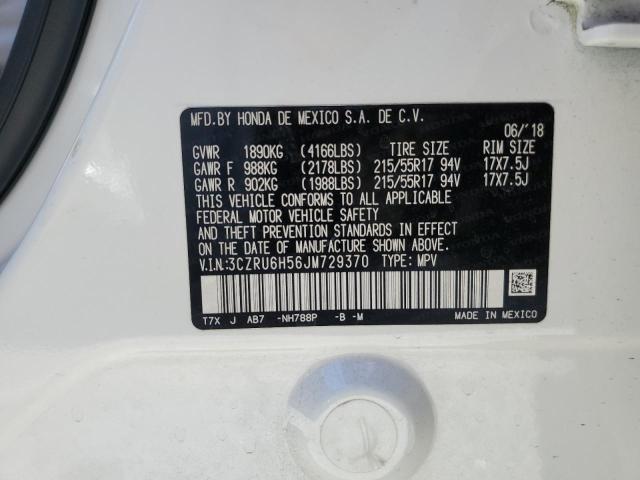 MFD.BY HONDA DE MEXICO S.A. DE C.V.
06/'18
GVWR 1890KG (4166LBS) TIRE SIZE RIM SIZE
GAWR F 988KG (2178LBS) 215/55R17 94V 17X7.5J
GAWR R 902KG (1988LBS) 215/55R17 94V 17X7.5J
THIS VEHICLE CONFORMS TO ALL APPLICABLE
FEDERAL MOTOR VEHICLE SAFETY
AND THEFT PREVENTION STANDARDS IN EFFECT
ON THE DATE OF MANUFACTURE SHOWN ABOVE.
V.I.N:3CZRU6H56JM729370 TYPE: MPV
T7X J AB7 -NH788P -B -M MADE IN MEXICO